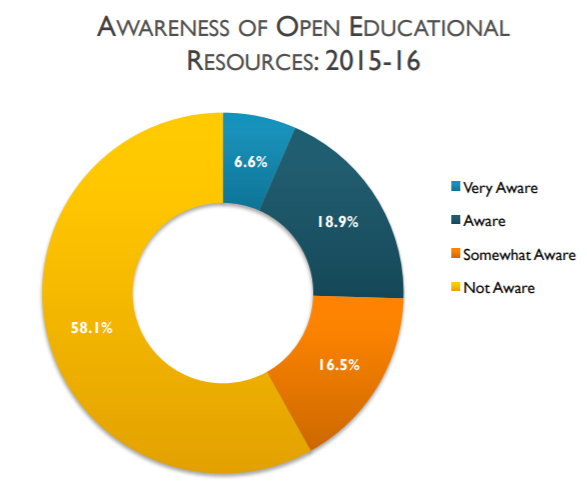 AWARENESS OF OPEN EDUCATIONAL
RESOURCES: 2015-16
6.6%
18.9%
16.5%
58.1%
Very Aware
Aware
Somewhat Aware
Not Aware